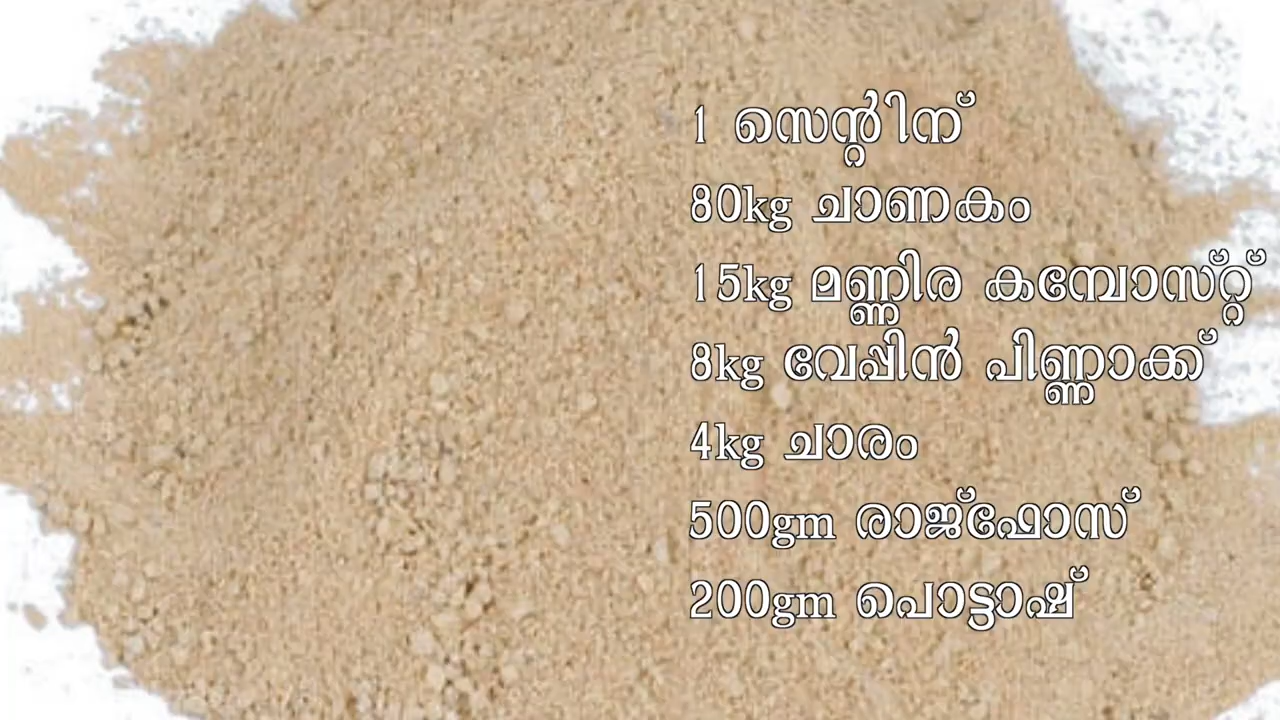 1 സെന്റിന്
80kg ചാണകം
15kg മണ്ണിര കമ്പോസ്റ്റ്
8kg വേപ്പിൻ പിണ്ണാക്ക്
4kg ചാരം
500gm രാജ്ഫോസ്
200gm പൊട്ടാഷ്